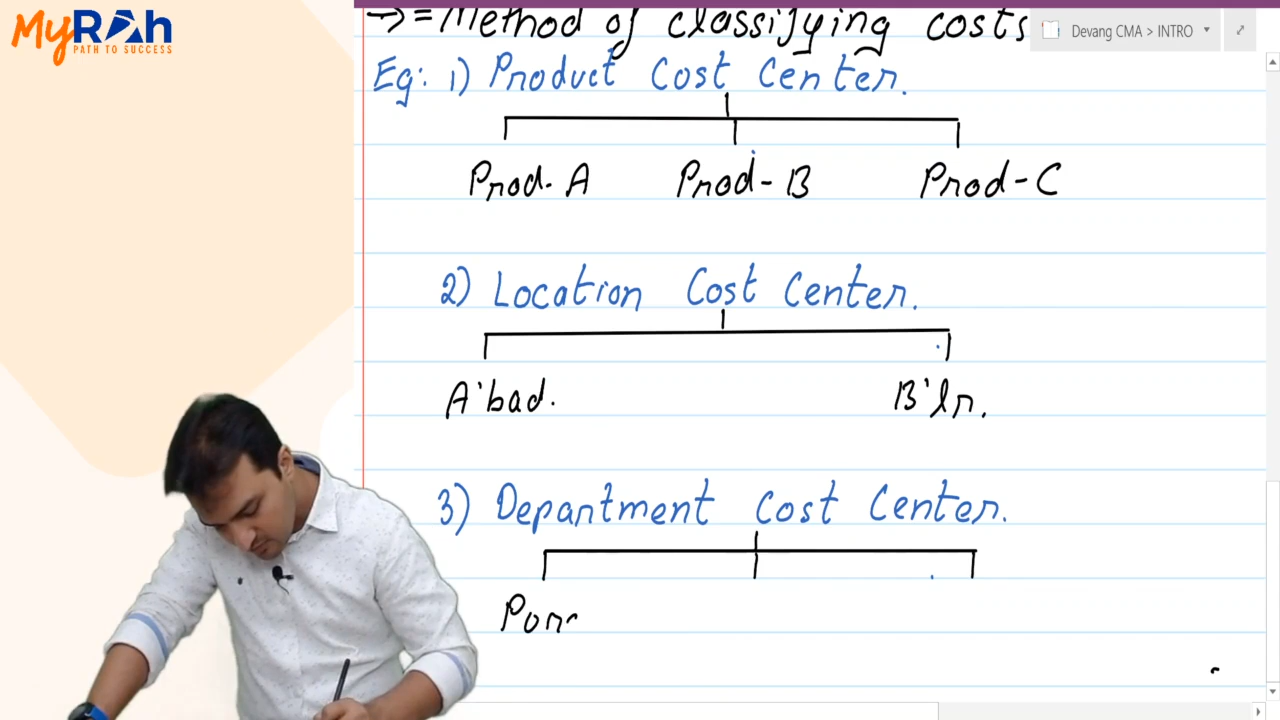 MyRAh
PATH TO SUCCESS
→ = Method of classifying costs
Devang CMA > INTRO
Eg: 1) Product Cost Center.
Prod-A Prod-B Prod-C
2) Location Cost Center.
A'bad. B'lr.
3) Department Cost Center.